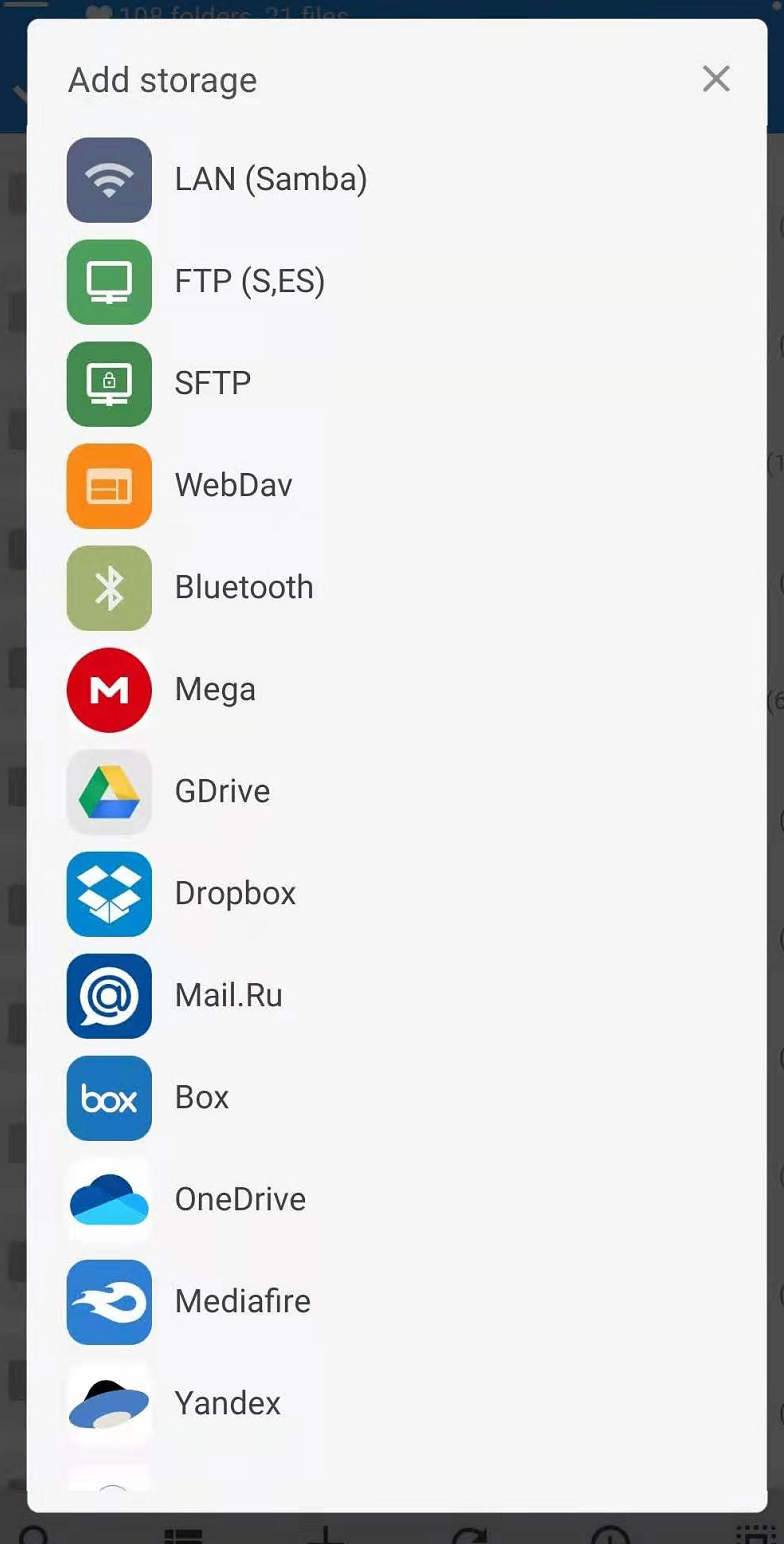 108 folders, 21 files
Add storage
LAN (Samba)
FTP (S,ES)
SFTP
WebDav
Bluetooth
Mega
GDrive
Dropbox
Mail.Ru
box
Box
OneDrive
Mediafire
Yandex